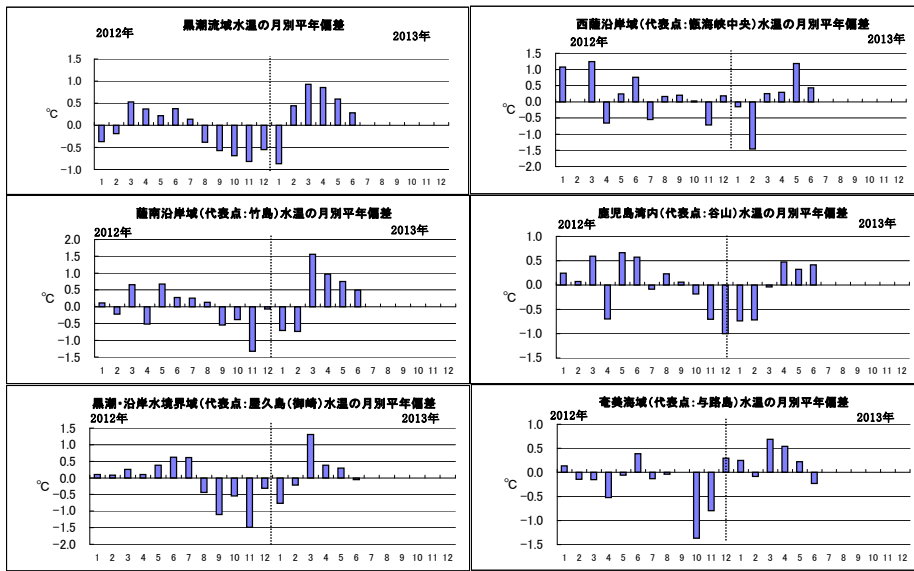 黒潮流域水温の月別平年偏差
2012年
2013年
℃
1.5
1.0
0.5
0.0
-0.5
-1.0
1 2 3 4 5 6 7 8 9 10 11 12 1 2 3 4 5 6 7 8 9 10 11 12
西薩沿岸域(代表点:甑海峡中央)水温の月別平年偏差
2012年
2013年
℃
1.5
1.0
0.5
0.0
-0.5
-1.0
-1.5
-2.0
1 2 3 4 5 6 7 8 9 10 11 12 1 2 3 4 5 6 7 8 9 10 11 12
薩南沿岸域(代表点:竹島)水温の月別平年偏差
2012年
2013年
℃
2.0
1.5
1.0
0.5
0.0
-0.5
-1.0
-1.5
1 2 3 4 5 6 7 8 9 10 11 12 1 2 3 4 5 6 7 8 9 10 11 12
鹿児島湾内(代表点:谷山)水温の月別平年偏差
2012年
2013年
℃
1.0
0.5
0.0
-0.5
-1.0
-1.5
1 2 3 4 5 6 7 8 9 10 11 12 1 2 3 4 5 6 7 8 9 10 11 12
黒潮・沿岸水境界域(代表点:屋久島(御崎)水温の月別平年偏差
2012年
2013年
℃
1.5
1.0
0.5
0.0
-0.5
-1.0
-1.5
-2.0
1 2 3 4 5 6 7 8 9 10 11 12 1 2 3 4 5 6 7 8 9 10 11 12
奄美海域(代表点:与路島)水温の月別平年偏差
2012年
2013年
℃
1.0
0.5
0.0
-0.5
-1.0
-1.5
1 2 3 4 5 6 7 8 9 10 11 12 1 2 3 4 5 6 7 8 9 10 11 12